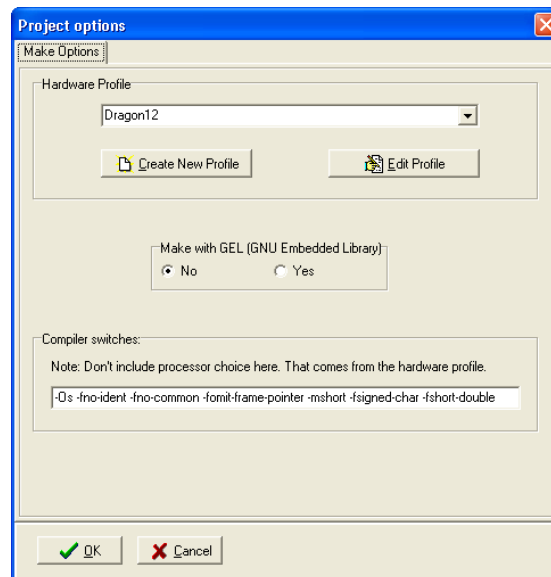 Project options
Make Options
Hardware Profile
Dragon12
Create New Profile
Edit Profile
Make with GEL (GNU Embedded Library)
No Yes
Compiler switches:
Note: Don't include processor choice here. That comes from the hardware profile.
-Os -fno-ident -fno-common -fomit-frame-pointer -mshort -fsigned-char -fshort-double
OK Cancel